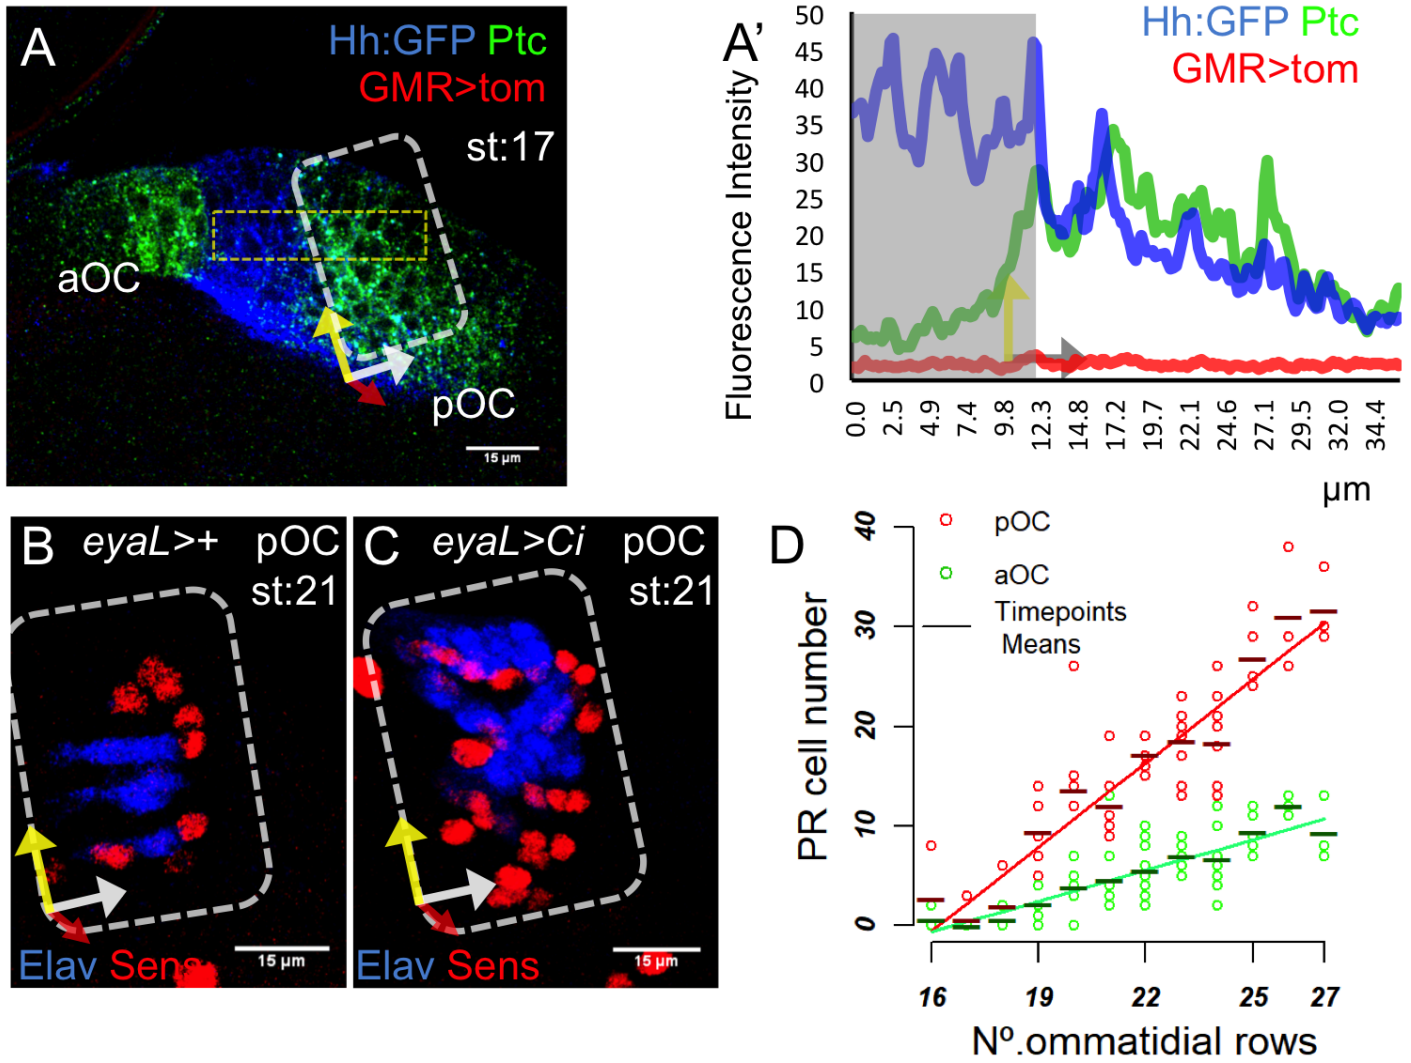 A
Hh:GFP Ptc
GMR>tom
st:17
aOC
pOC
15 µm
A'
Hh:GFP Ptc
GMR>tom
Fluorescence Intensity
50
45
40
35
30
25
20
15
10
5
0
0.0 2.5 4.9 7.4 9.8 12.3 14.8 17.2 19.7 22.1 24.6 27.1 29.5 32.0 34.4
µm
B eyaL>+ pOC
st:21
Elav Sens
15 µm
C eyaL>Ci pOC
st:21
Elav Sens
15 µm
D
pOC
aOC
Timepoints
Means
PR cell number
40
30
20
10
0
16 19 22 25 27
Nº.ommatidial rows